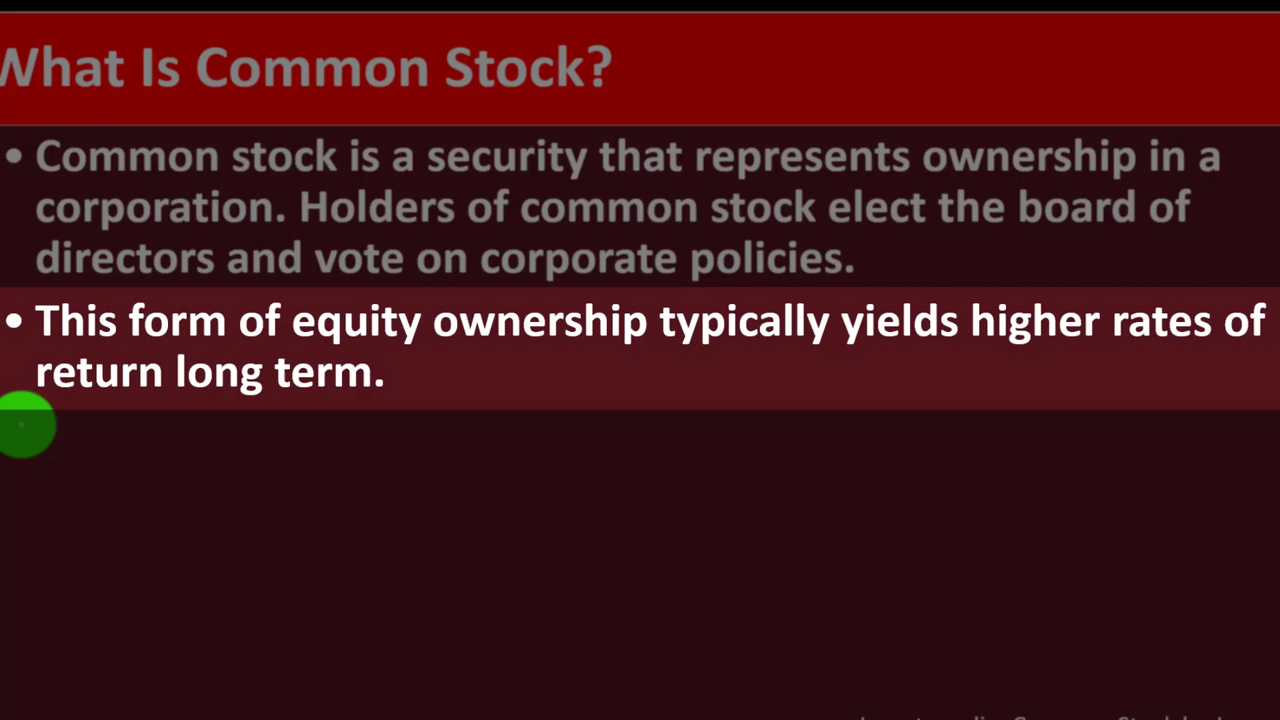 What Is Common Stock?
• Common stock is a security that represents ownership in a
corporation. Holders of common stock elect the board of
directors and vote on corporate policies.
• This form of equity ownership typically yields higher rates of
return long term.